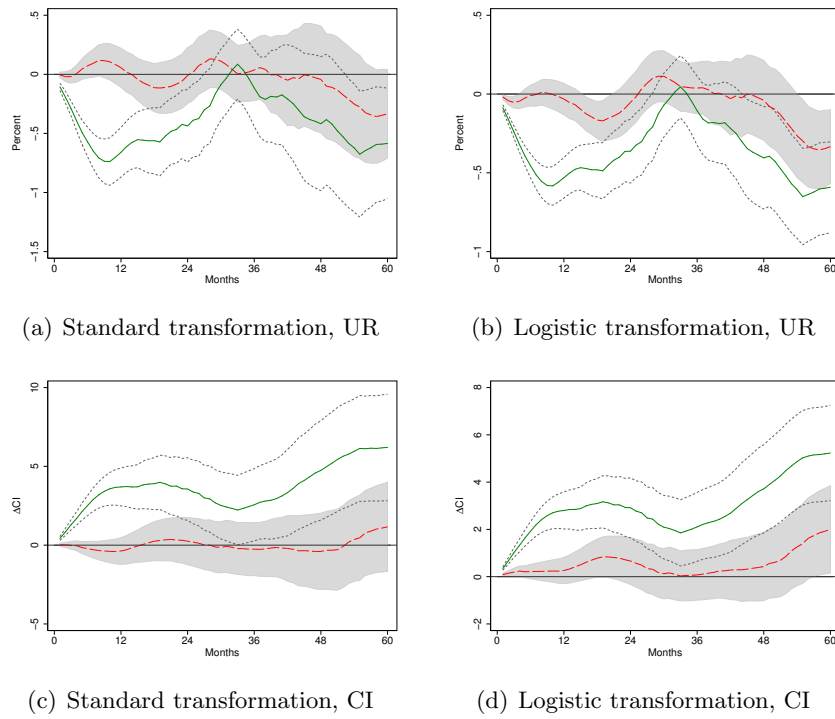 .5
0
-.5
-1
-1.5
Percent
0 12 24 36 48 60
Months
(a) Standard transformation, UR
.5
0
-.5
-1
Percent
0 12 24 36 48 60
Months
(b) Logistic transformation, UR
10
5
0
-5
ΔCI
0 12 24 36 48 60
Months
(c) Standard transformation, CI
8
6
4
2
0
-2
ΔCI
0 12 24 36 48 60
Months
(d) Logistic transformation, CI